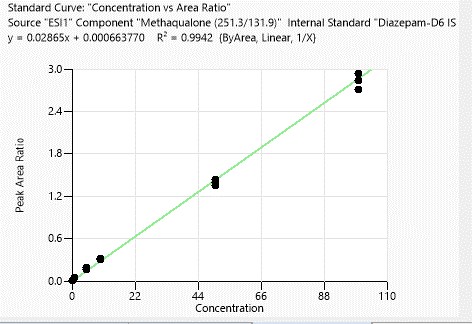 Standard Curve: "Concentration vs Area Ratio"
Source "ESI1" Component "Methaqualone (251.3/131.9)" Internal Standard "Diazepam-D6 IS
y = 0.02865x + 0.000663770 R² = 0.9942 {ByArea, Linear, 1/X}
3.0
2.4
1.8
1.2
0.6
0.0
Peak Area Ratio
0 22 44 66 88 110
Concentration